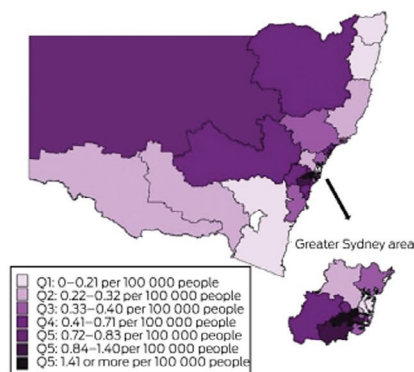 Greater Sydney area
Q1: 0–0.21 per 100 000 people
Q2: 0.22–0.32 per 100 000 people
Q3: 0.33–0.40 per 100 000 people
Q4: 0.41–0.71 per 100 000 people
Q5: 0.72–0.83 per 100 000 people
Q5: 0.84–1.40per 100 000 people
Q5: 1.41 or more per 100 000 people